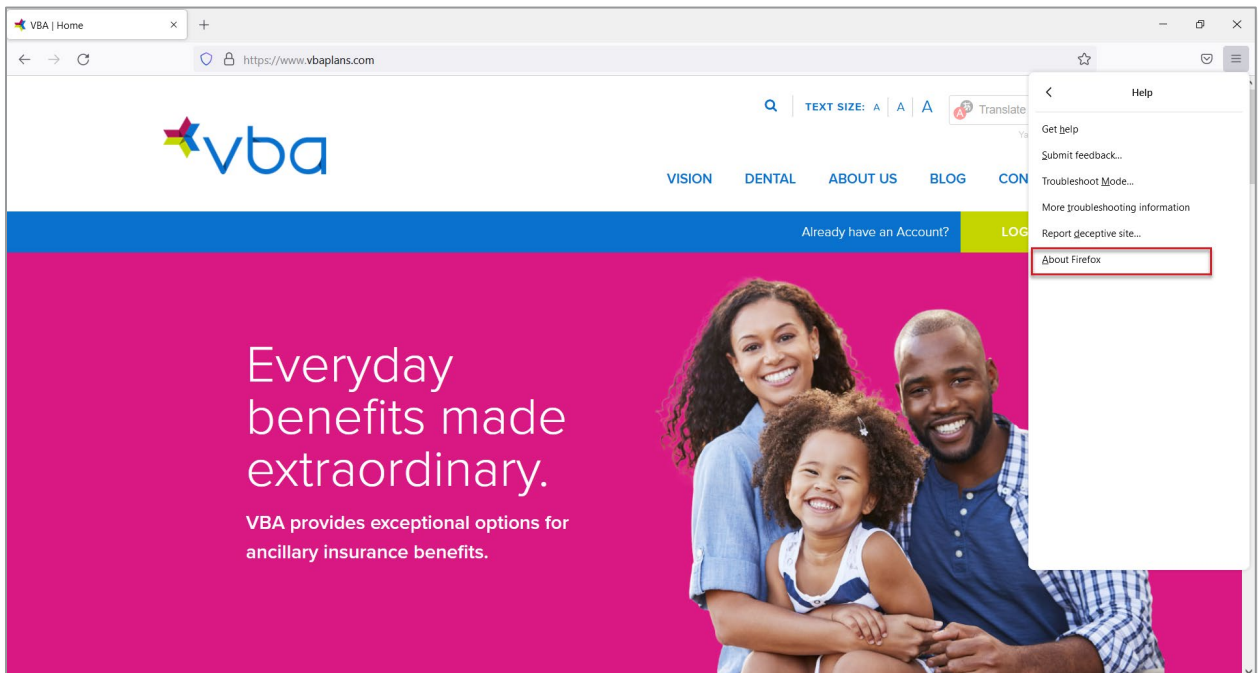 VBA | Home
https://www.vbaplans.com
vba
TEXT SIZE: A | A | A
Translate
VISION DENTAL ABOUT US BLOG CON
Already have an Account? LOG
Everyday
benefits made
extraordinary.
VBA provides exceptional options for
ancillary insurance benefits.
Help
Get help
Submit feedback...
Troubleshoot Mode...
More troubleshooting information
Report deceptive site...
About Firefox